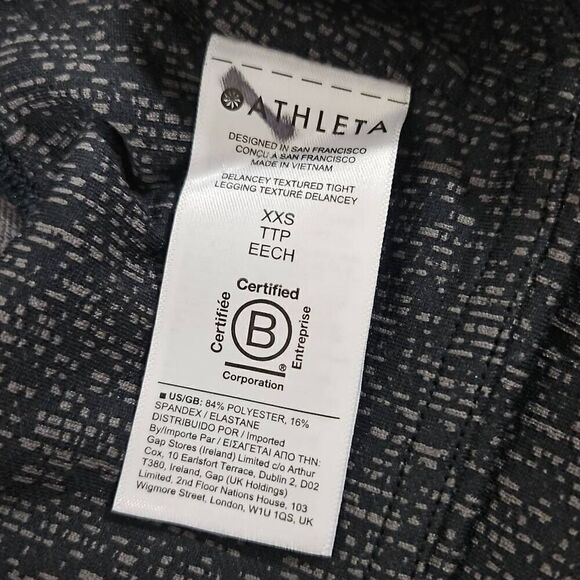 ATHLETA
DESIGNED IN SAN FRANCISCO
CONÇU A SAN FRANCISCO
MADE IN VIETNAM
DELANCEY TEXTURED TIGHT
LEGGING TEXTURÉ DELANCEY
XXS
TTP
EECH
Certified
Certifiée
B
Entreprise
®
Corporation
■ US/GB: 84% POLYESTER, 16%
SPANDEX / ELASTANE
DISTRIBUIDO POR / Imported
By/Importe Par / ΕΙΣΑΓΕΤΑΙ ΑΠΟ ΤΗΝ:
Gap Stores (Ireland) Limited c/o Arthur
Cox, 10 Earlsfort Terrace, Dublin 2, D02
T380, Ireland, Gap (UK Holdings)
Limited, 2nd Floor Nations House, 103
Wigmore Street, London, W1U 1QS, UK